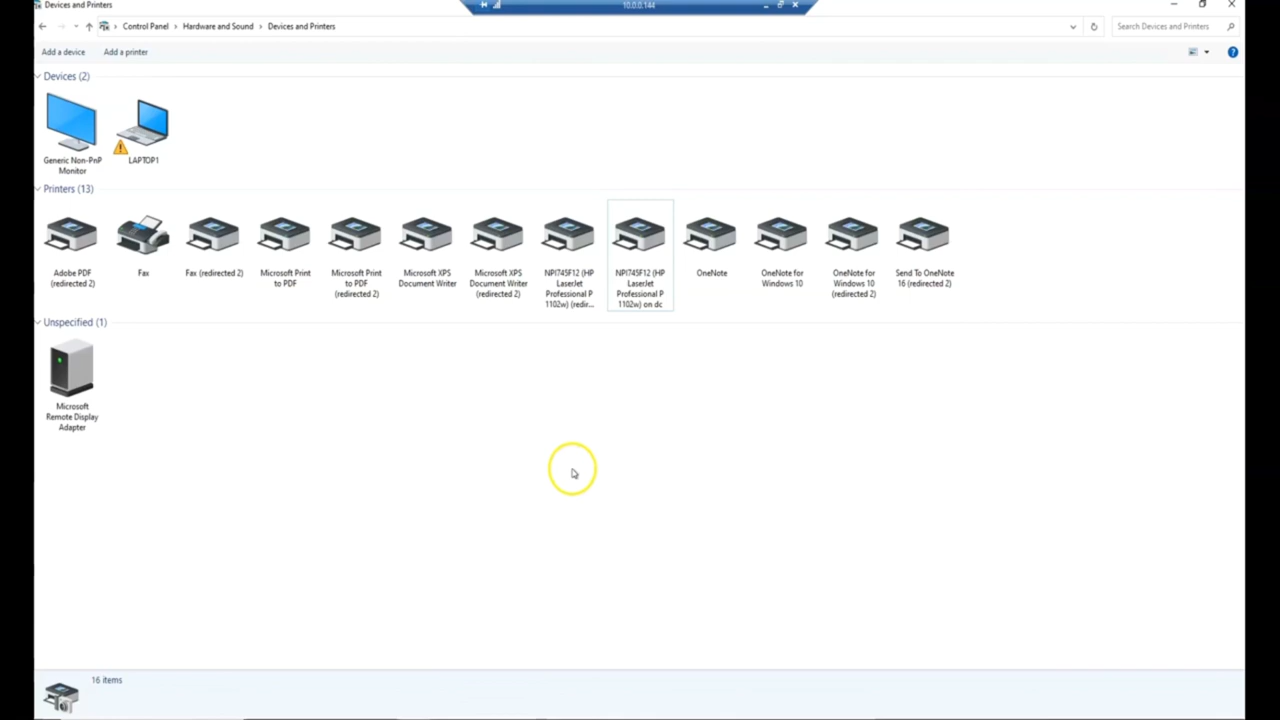 Devices and Printers
10.0.0.144
Control Panel > Hardware and Sound > Devices and Printers
Search Devices and Printers
Add a device
Add a printer
Devices (2)
Generic Non-PnP
Monitor
LAPTOP1
Printers (13)
Adobe PDF
(redirected 2)
Fax
Fax (redirected 2)
Microsoft Print
to PDF
Microsoft Print
to PDF
(redirected 2)
Microsoft XPS
Document Writer
Microsoft XPS
Document Writer
(redirected 2)
NPI745F12 (HP
LaserJet
Professional P
1102w) (redir...
NPI745F12 (HP
LaserJet
Professional P
1102w) on dc
OneNote
OneNote for
Windows 10
OneNote for
Windows 10
(redirected 2)
Send To OneNote
16 (redirected 2)
Unspecified (1)
Microsoft
Remote Display
Adapter
16 items